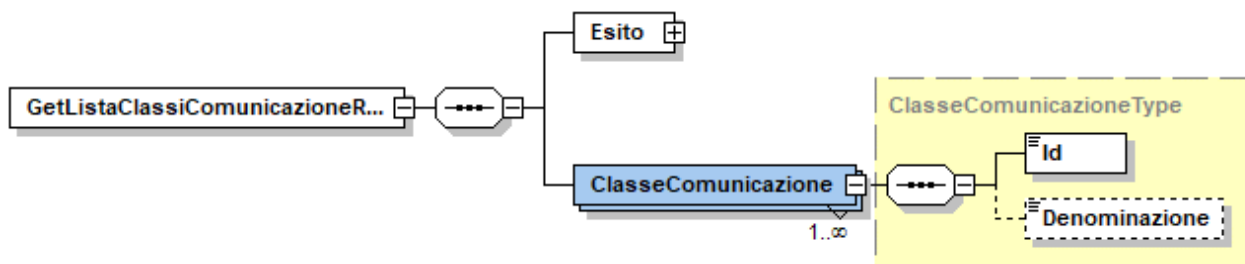 Esito
GetListaClassiComunicazioneR...
ClasseComunicazioneType
Id
ClasseComunicazione
Denominazione
1..∞